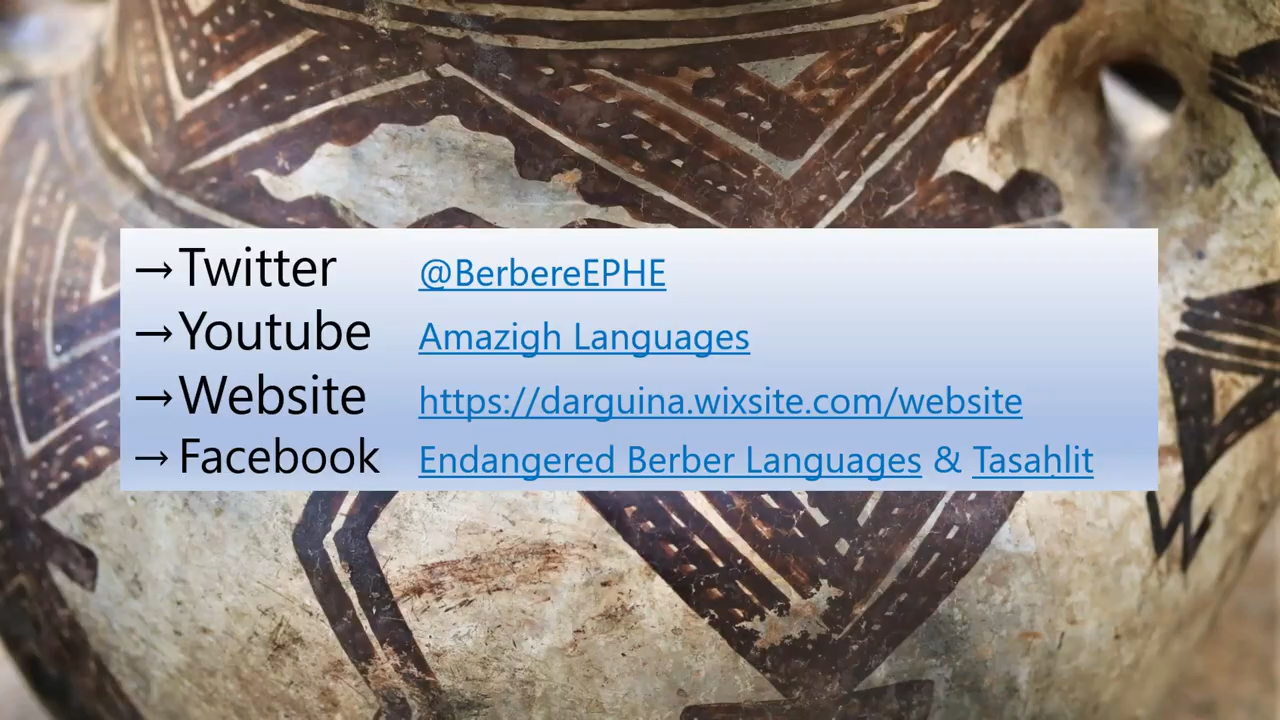 →Twitter @BerbereEPHE
→Youtube Amazigh Languages
→Website https://darguina.wixsite.com/website
→Facebook Endangered Berber Languages & Tasaḥlit